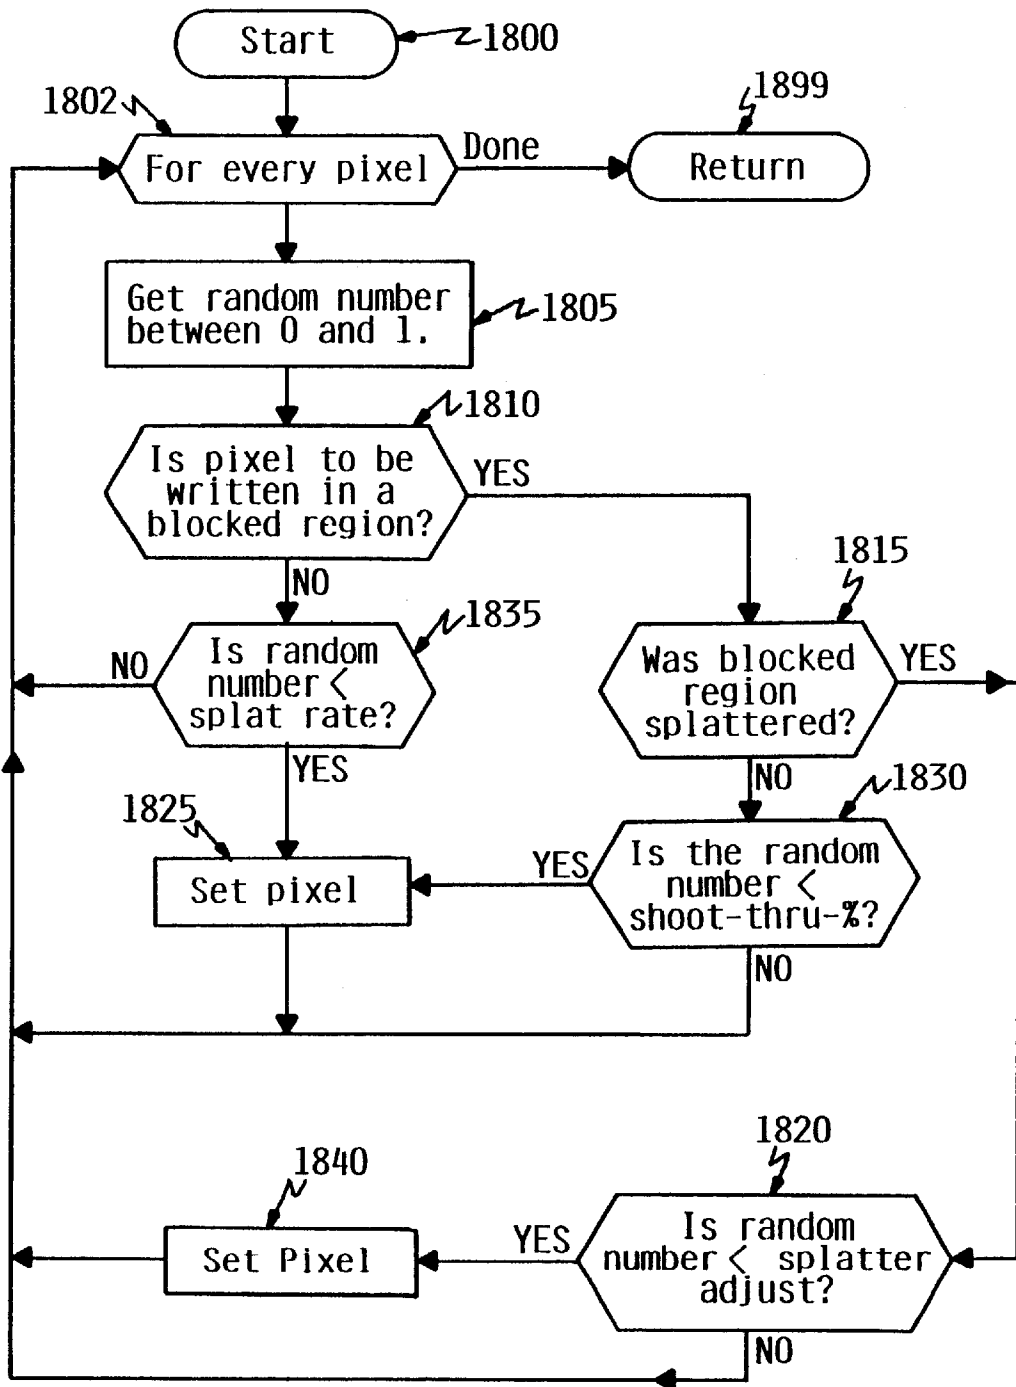 Start
1800
1802
For every pixel
Done
1899
Return
Get random number
between 0 and 1.
1805
1810
Is pixel to be
written in a
blocked region?
YES
NO
1815
Was blocked
region
splattered?
YES
NO
1835
Is random
number <
splat rate?
NO
YES
1830
Is the random
number <
shoot-thru-%?
YES
NO
1825
Set pixel
1820
Is random
number < splatter
adjust?
YES
NO
1840
Set Pixel